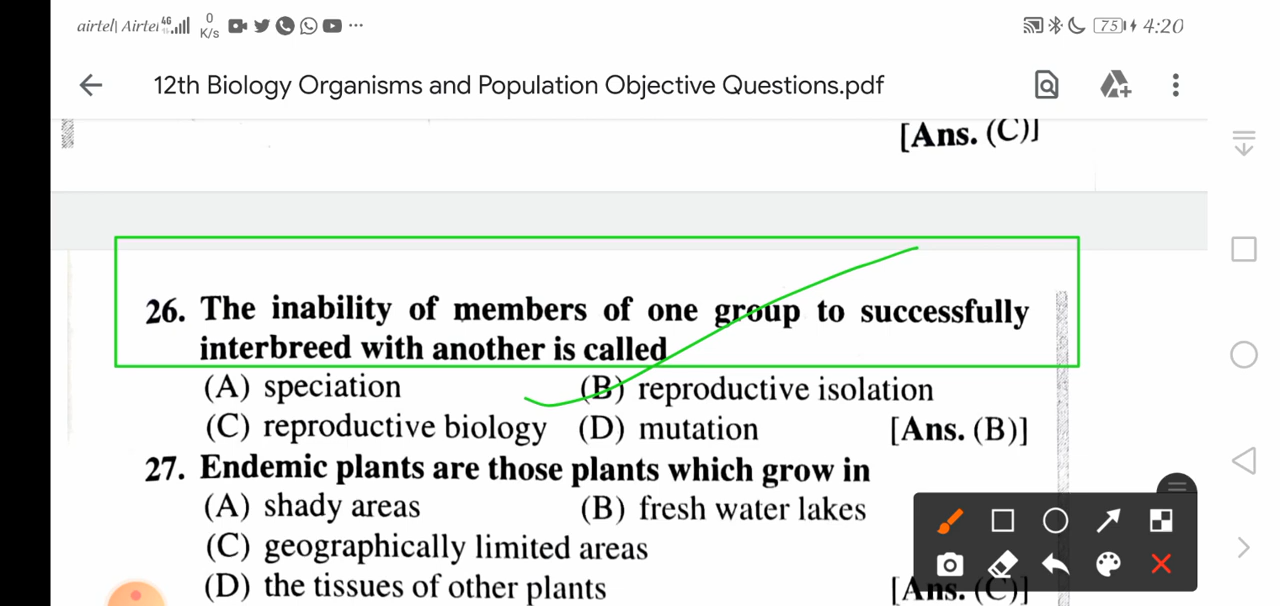 airtel| Airtel 4G 0 K/s ... 75 4:20
12th Biology Organisms and Population Objective Questions.pdf
[Ans. (C)]
26. The inability of members of one group to successfully
interbreed with another is called
(A) speciation (B) reproductive isolation
(C) reproductive biology (D) mutation [Ans. (B)]
27. Endemic plants are those plants which grow in
(A) shady areas (B) fresh water lakes
(C) geographically limited areas
(D) the tissues of other plants [Ans. (C)]